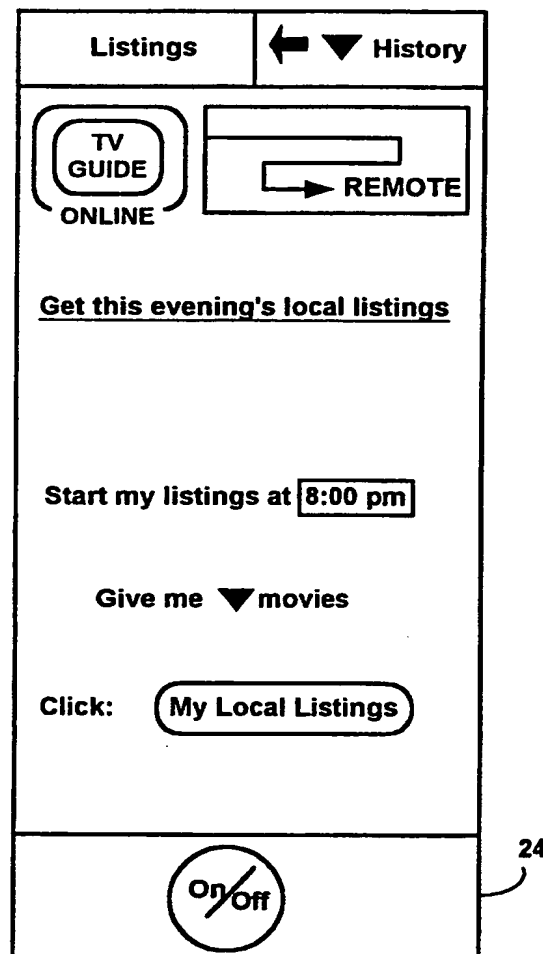 Listings
History
TV
GUIDE
ONLINE
REMOTE
Get this evening's local listings
Start my listings at 8:00 pm
Give me movies
Click: My Local Listings
On/Off
24